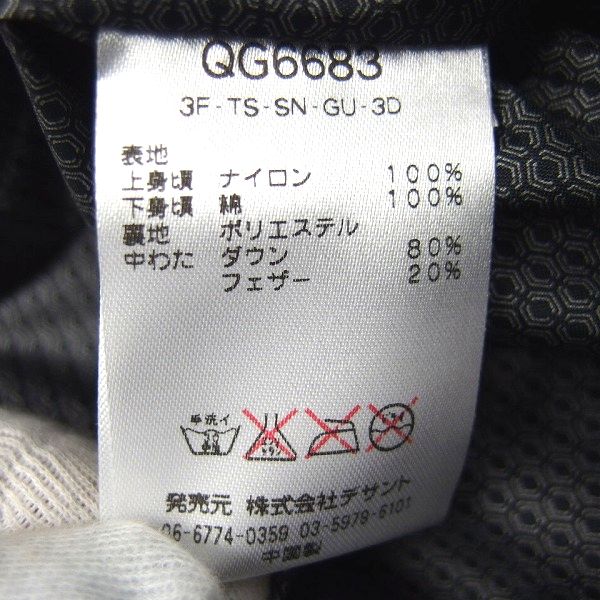 QG6683
3F-TS-SN-GU-3D
表地
上身頃 ナイロン 100%
下身頃 綿 100%
裏地 ポリエステル
中わた ダウン 80%
フェザー 20%
手洗イ
発売元 株式会社デサント
06-6774-0359 03-5979-6101
中国製